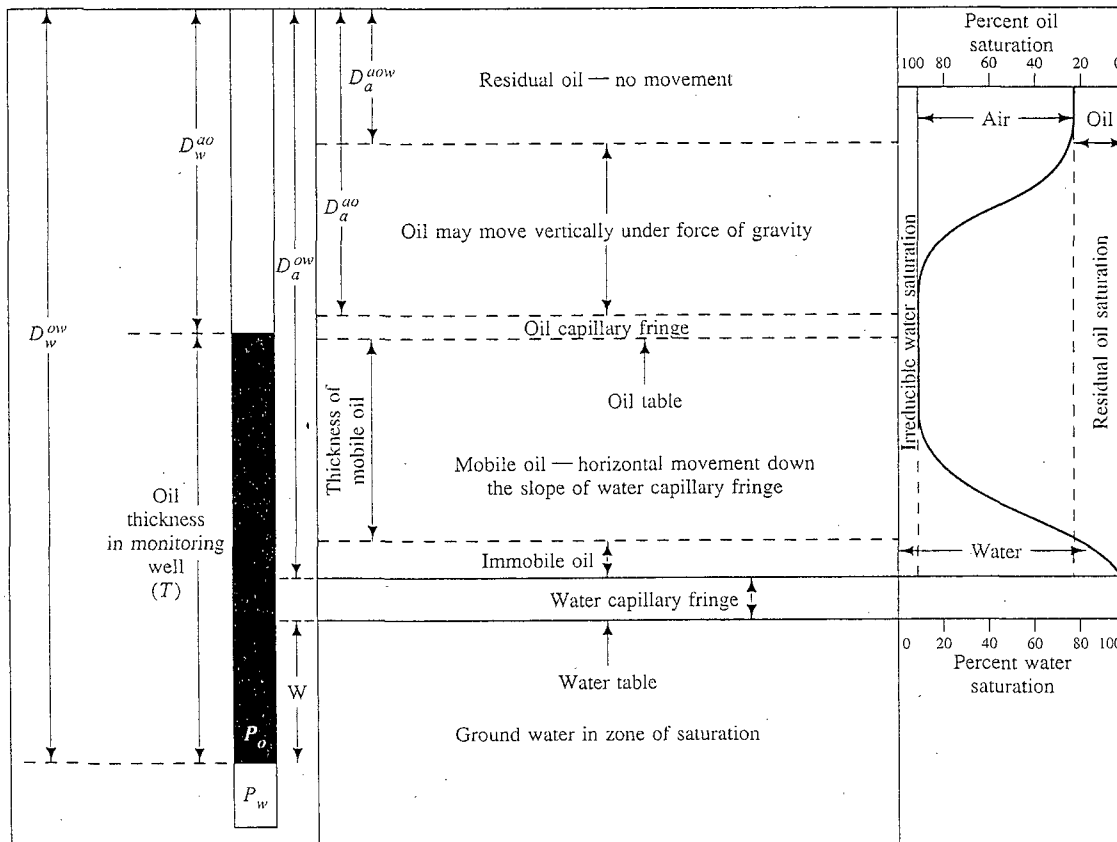 Percent oil
saturation
100 80 60 40 20 0
D_a^{aow}
Residual oil — no movement
Air
Oil
D_w^{ao}
D_a^{ao}
Oil may move vertically under force of gravity
D_a^{ow}
D_w^{ow}
Irreducible water saturation
Residual oil saturation
Oil capillary fringe
Thickness of
mobile oil
Oil table
Mobile oil — horizontal movement down
the slope of water capillary fringe
Oil
thickness
in monitoring
well
(T)
Immobile oil
Water
Water capillary fringe
0 20 40 60 80 100
Percent water
saturation
W
Water table
P_o
Ground water in zone of saturation
P_w